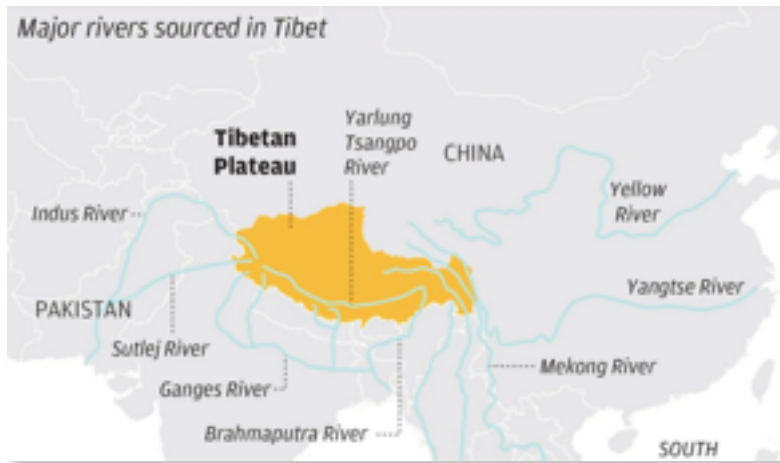 Major rivers sourced in Tibet
Tibetan
Plateau
Yarlung
Tsangpo
River
CHINA
Yellow
River
Indus River
PAKISTAN
Yangtse River
Sutlej River
Mekong River
Ganges River
Brahmaputra River
SOUTH